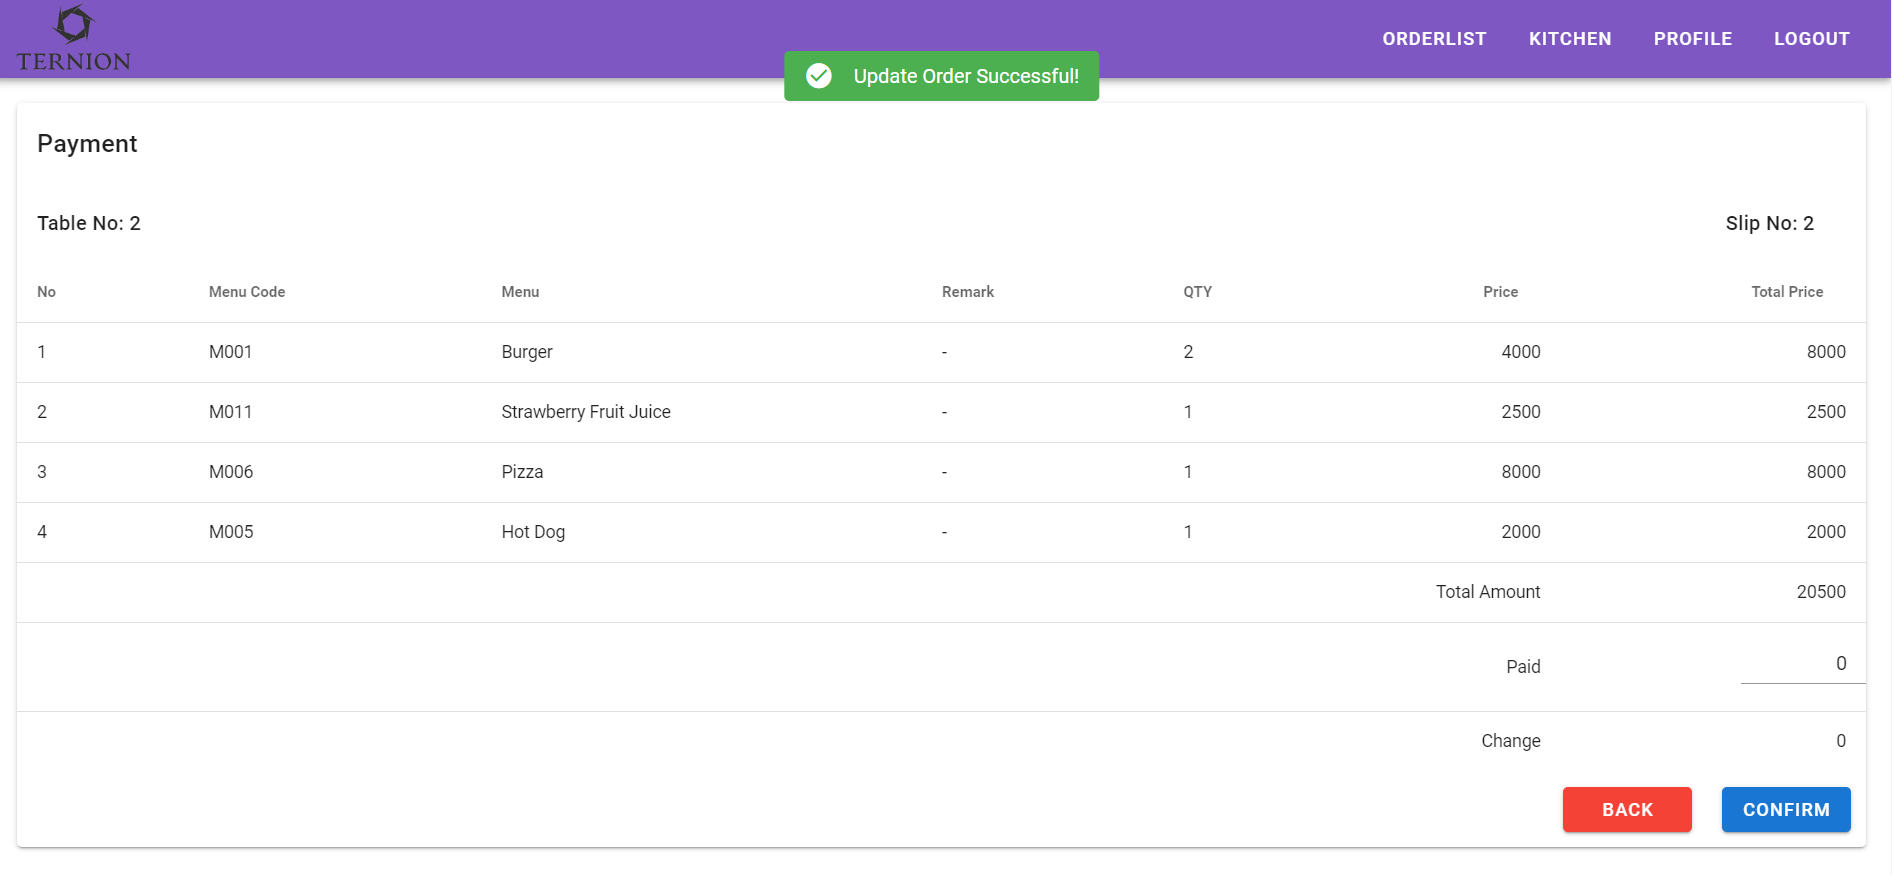 TERNION
ORDERLIST KITCHEN PROFILE LOGOUT
Update Order Successful!
Payment
Table No: 2 Slip No: 2
No Menu Code Menu Remark QTY Price Total Price
1 M001 Burger - 2 4000 8000
2 M011 Strawberry Fruit Juice - 1 2500 2500
3 M006 Pizza - 1 8000 8000
4 M005 Hot Dog - 1 2000 2000
Total Amount 20500
Paid 0
Change 0
BACK CONFIRM